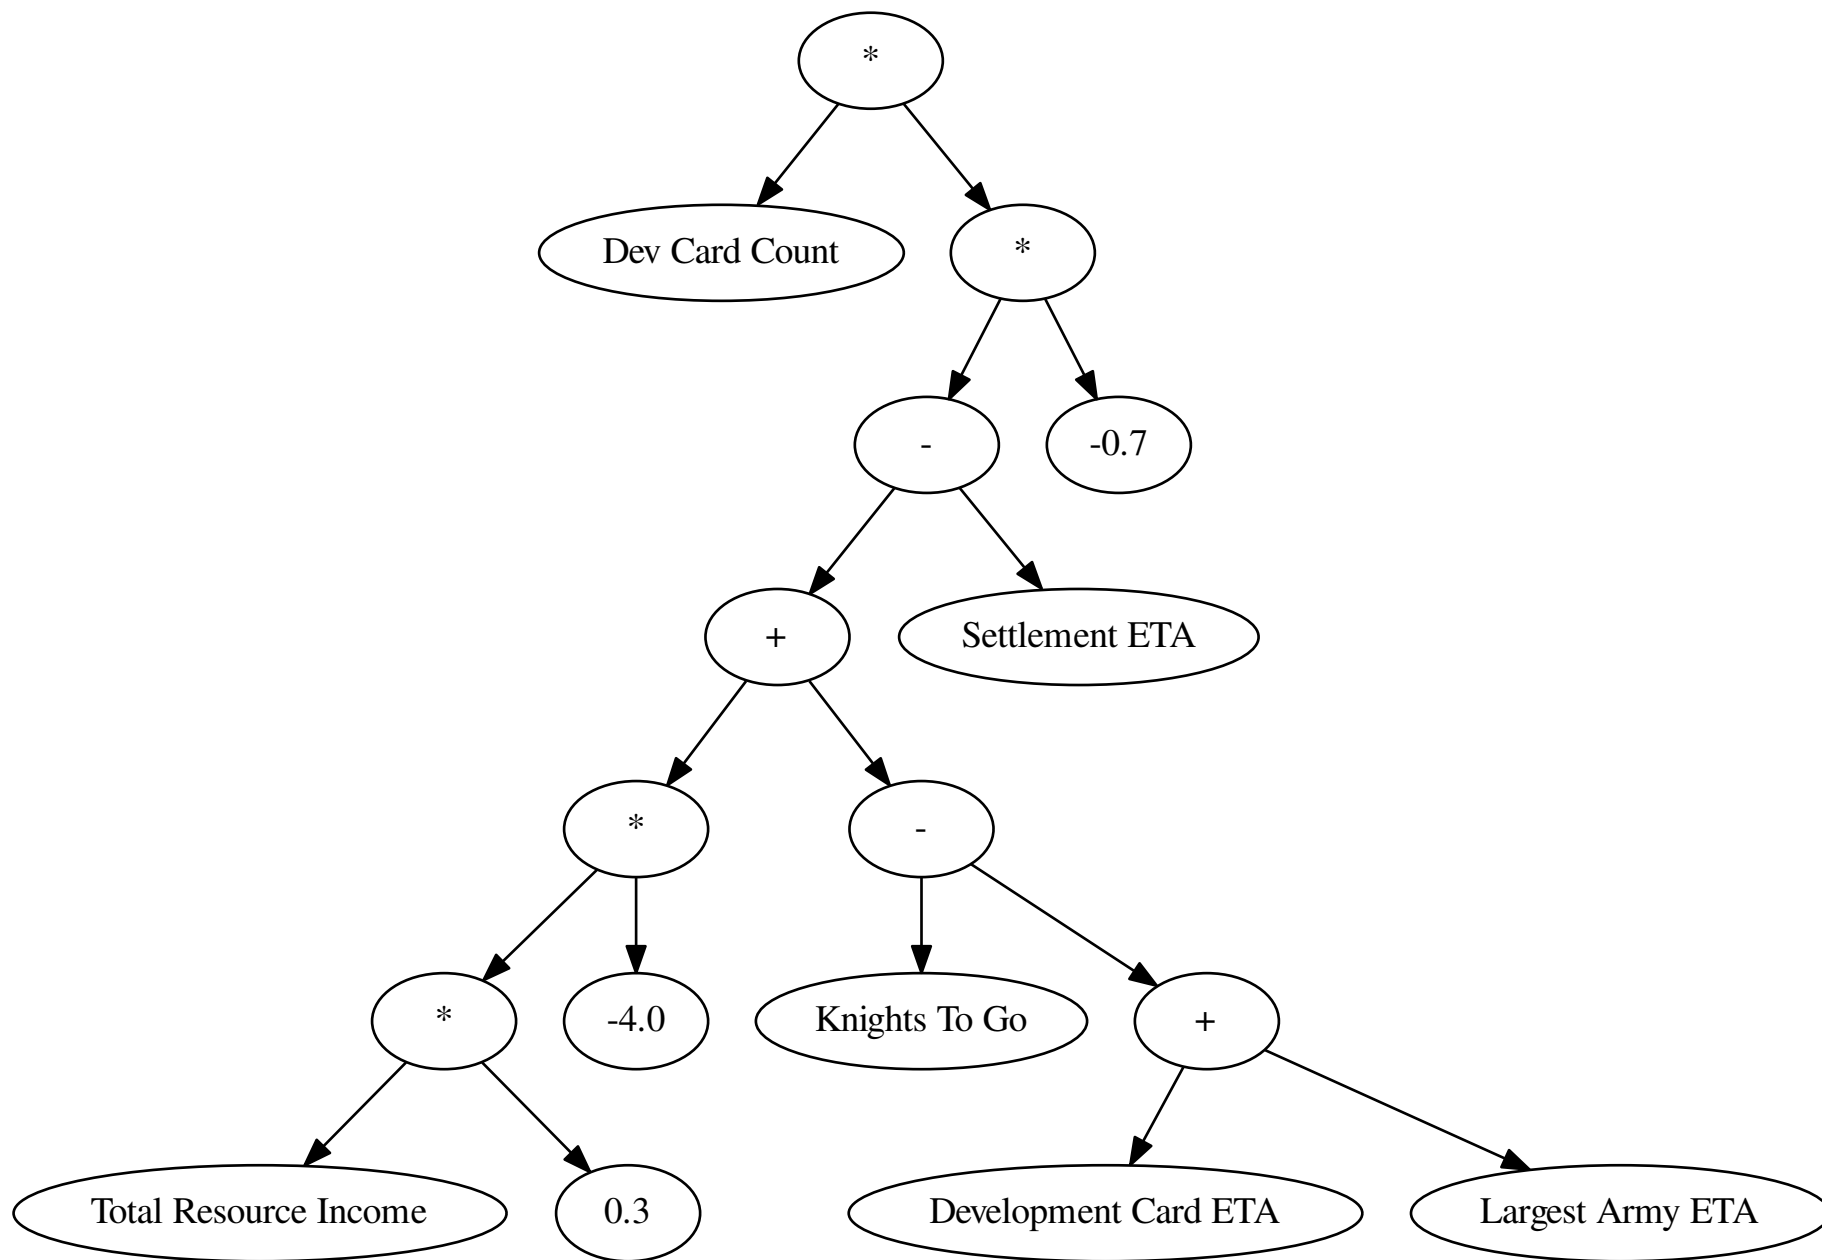 *
Dev Card Count
*
-
-0.7
+
Settlement ETA
*
-
*
-4.0
Knights To Go
+
Total Resource Income
0.3
Development Card ETA
Largest Army ETA